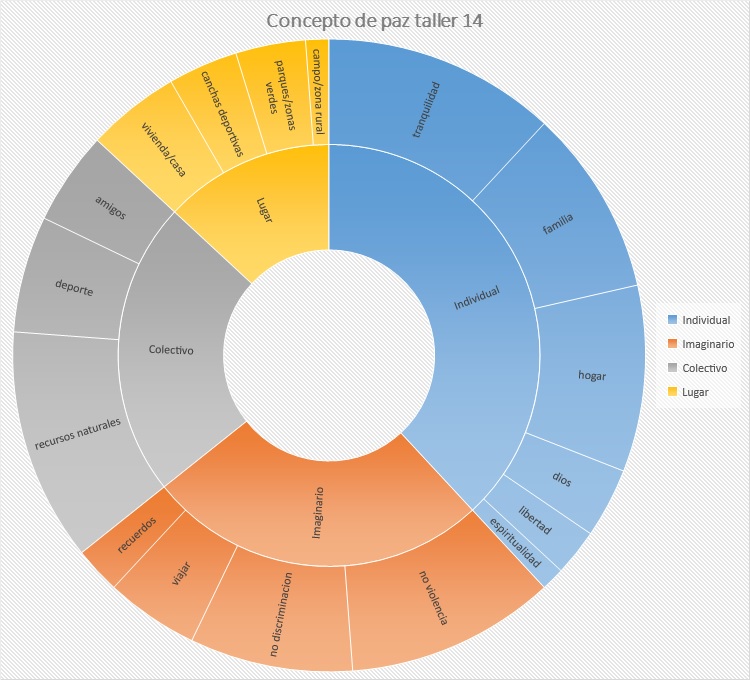 Concepto de paz taller 14
tranquilidad
familia
hogar
dios
libertad
espiritualidad
no violencia
no discriminacion
viajar
recuerdos
recursos naturales
deporte
amigos
vivienda/casa
canchas deportivas
parques/zonas
verdes
campo/zona rural
Individual
Imaginario
Colectivo
Lugar
Individual
Imaginario
Colectivo
Lugar